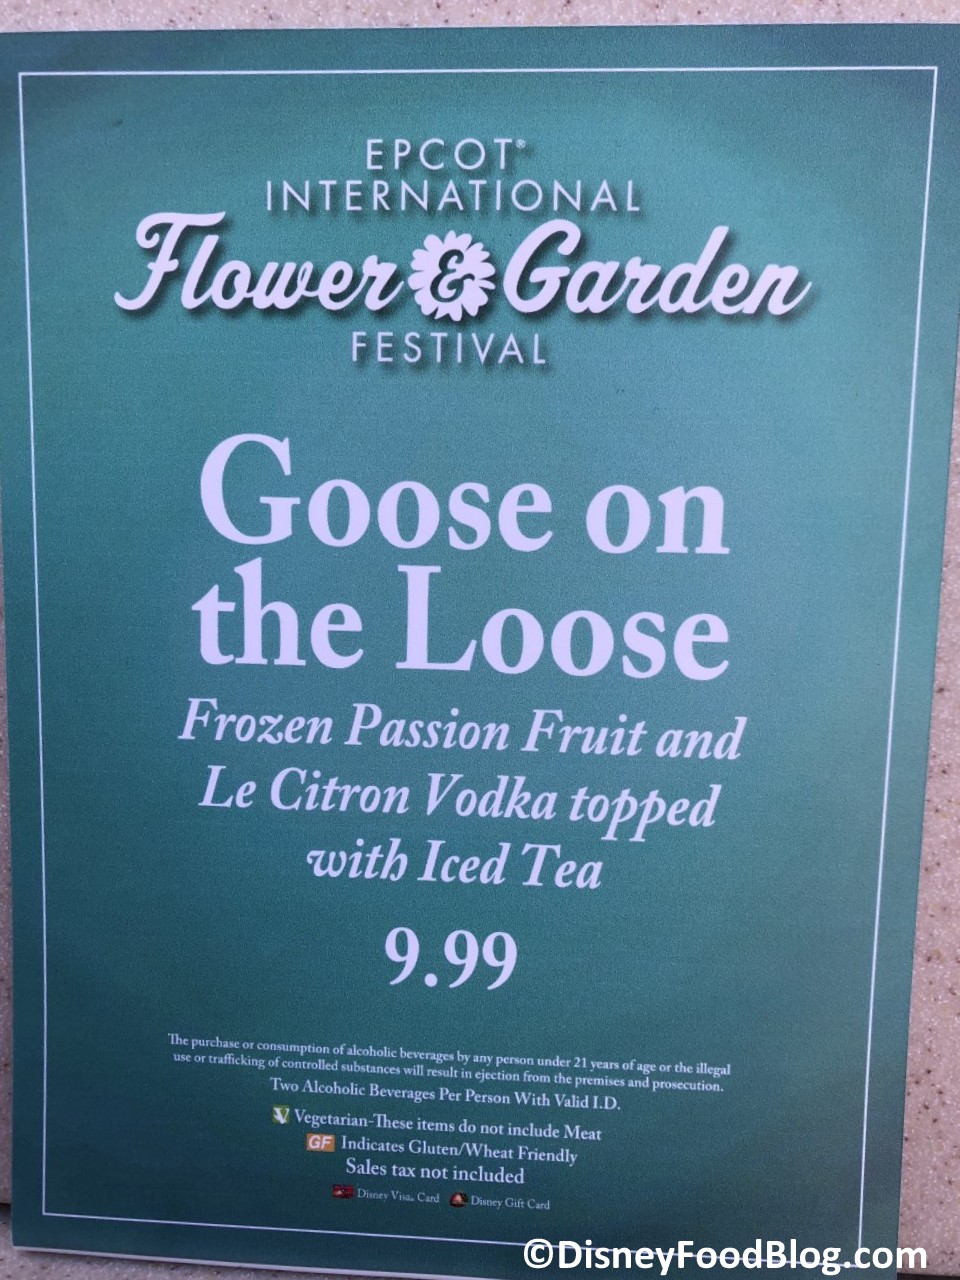 EPCOT®
INTERNATIONAL
Flower & Garden
FESTIVAL
Goose on
the Loose
Frozen Passion Fruit and
Le Citron Vodka topped
with Iced Tea
9.99
The purchase or consumption of alcoholic beverages by any person under 21 years of age or the illegal
use or trafficking of controlled substances will result in ejection from the premises and prosecution.
Two Alcoholic Beverages Per Person With Valid I.D.
V Vegetarian-These items do not include Meat
GF Indicates Gluten/Wheat Friendly
Sales tax not included
Disney Visa® Card Disney Gift Card
©DisneyFoodBlog.com